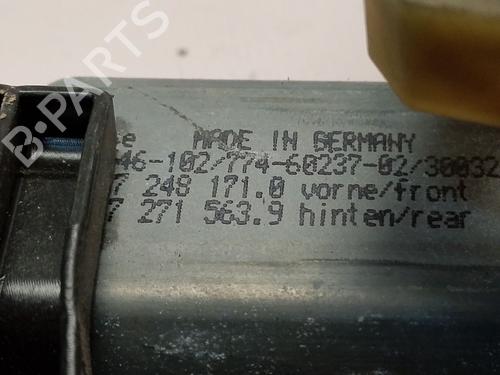 B-PARTS
e MADE IN GERMANY
46-102/774-60237-02/30032
7 248 171.0 vorne/front
7 271 563.9 hinten/rear